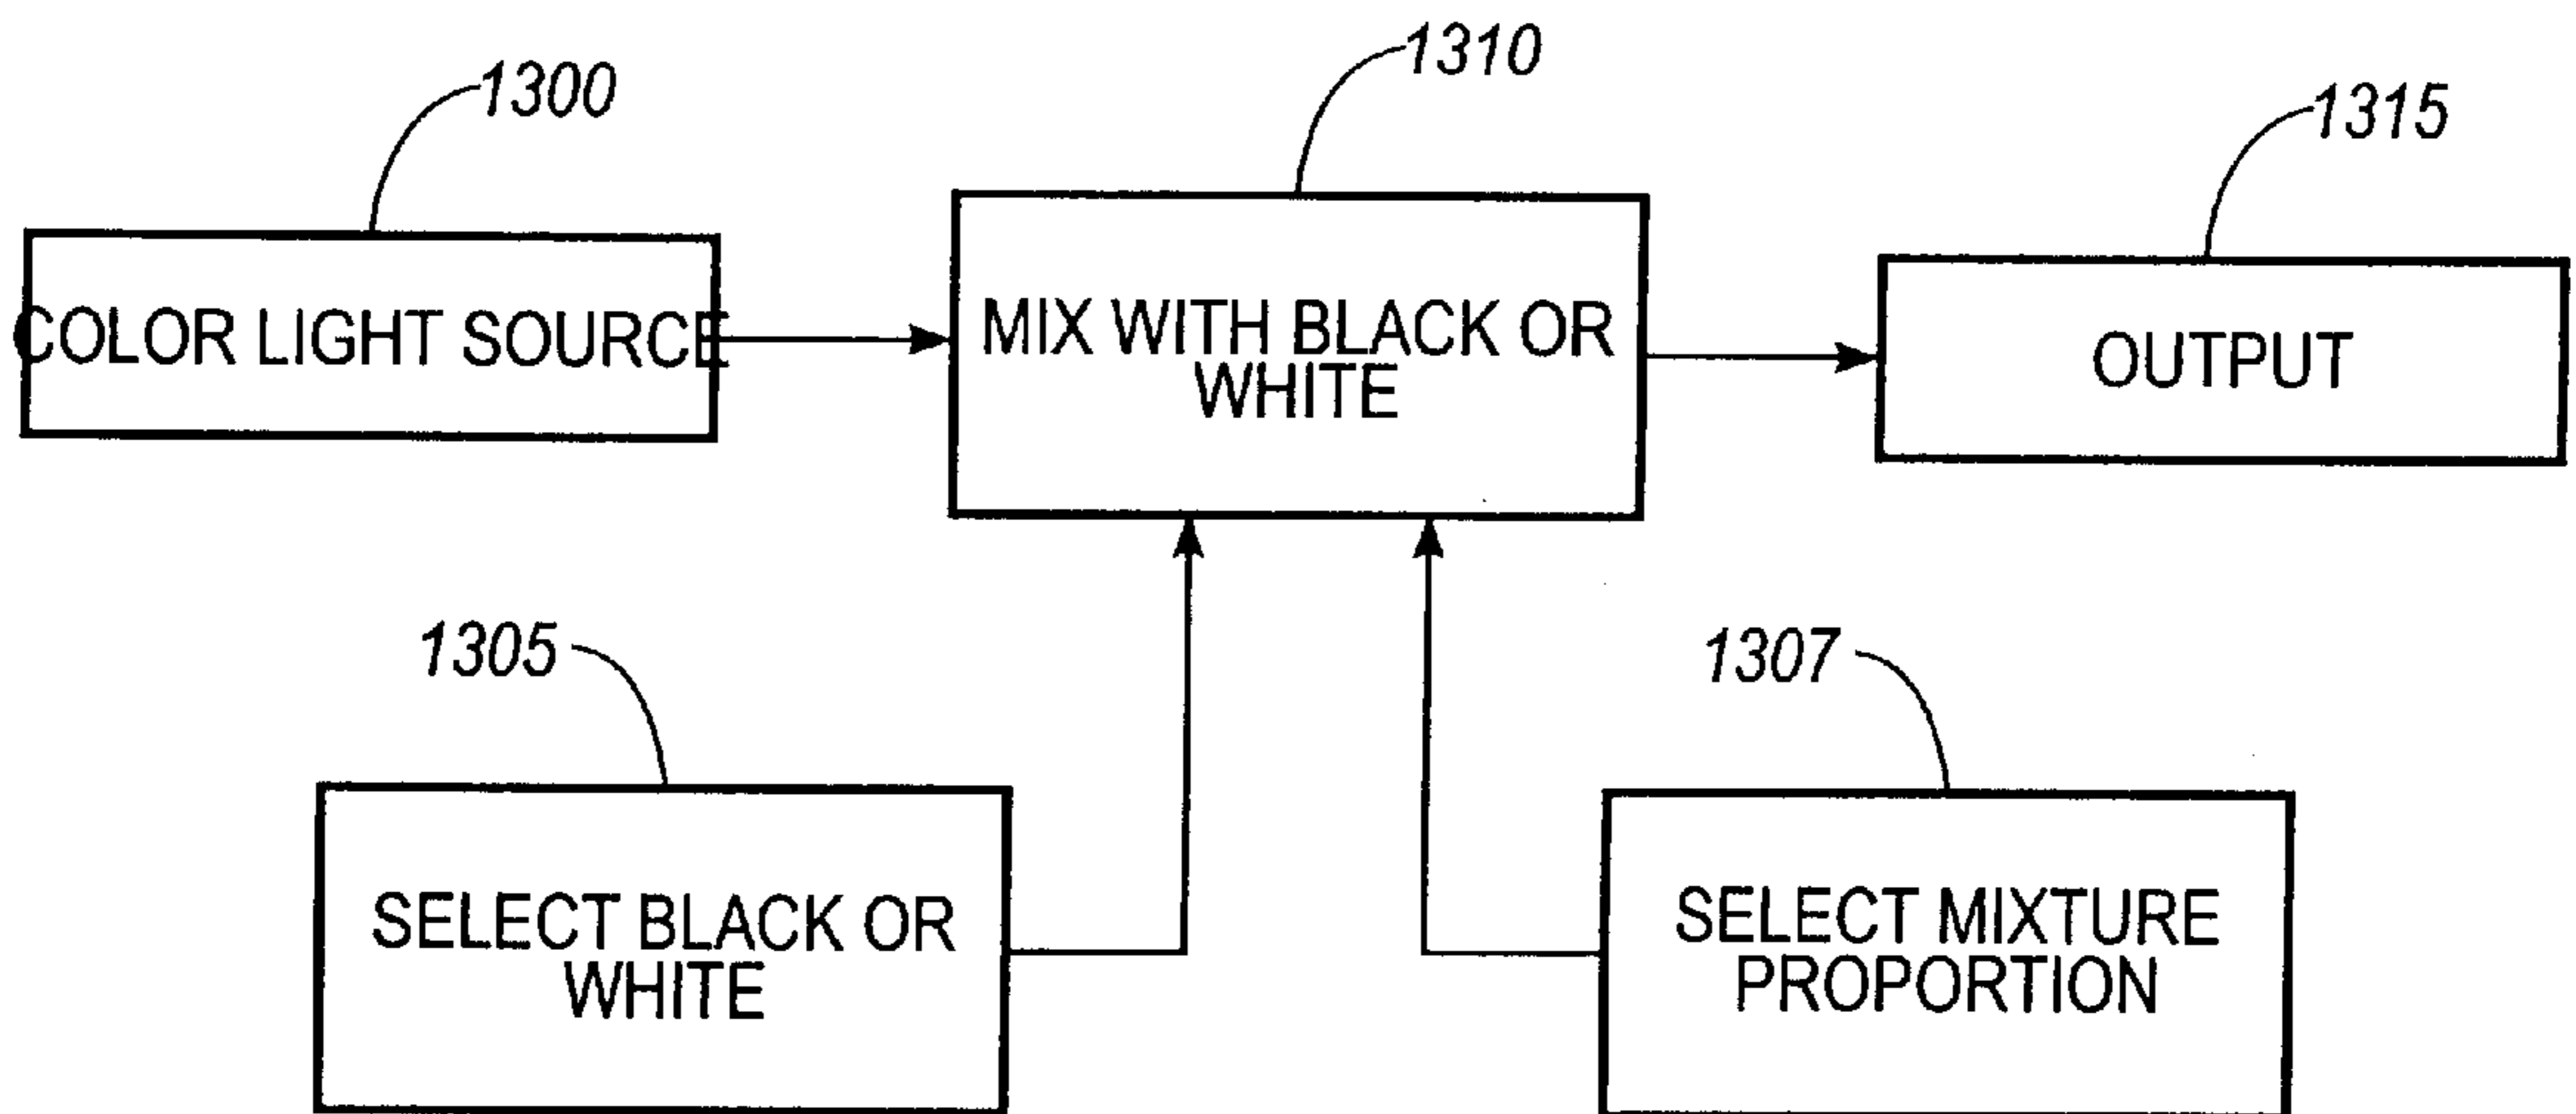 1300
1310
1315
COLOR LIGHT SOURCE
MIX WITH BLACK OR
WHITE
OUTPUT
1305
1307
SELECT BLACK OR
WHITE
SELECT MIXTURE
PROPORTION